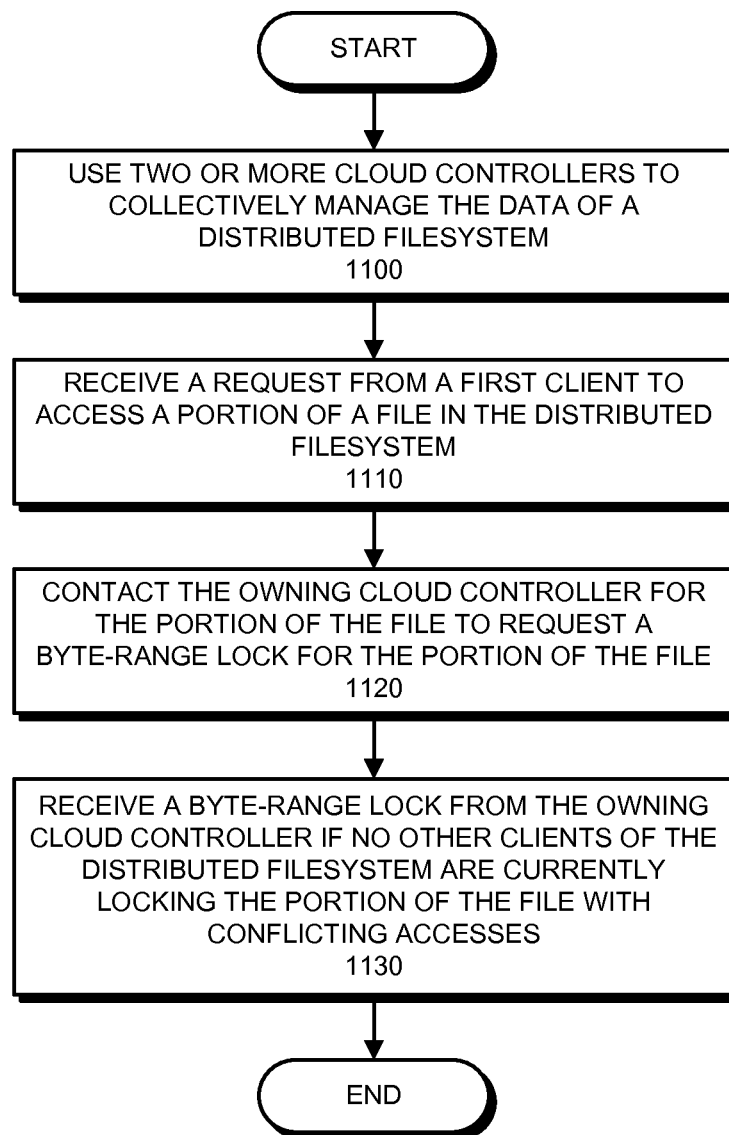 START
USE TWO OR MORE CLOUD CONTROLLERS TO
COLLECTIVELY MANAGE THE DATA OF A
DISTRIBUTED FILESYSTEM
1100
RECEIVE A REQUEST FROM A FIRST CLIENT TO
ACCESS A PORTION OF A FILE IN THE DISTRIBUTED
FILESYSTEM
1110
CONTACT THE OWNING CLOUD CONTROLLER FOR
THE PORTION OF THE FILE TO REQUEST A
BYTE-RANGE LOCK FOR THE PORTION OF THE FILE
1120
RECEIVE A BYTE-RANGE LOCK FROM THE OWNING
CLOUD CONTROLLER IF NO OTHER CLIENTS OF THE
DISTRIBUTED FILESYSTEM ARE CURRENTLY
LOCKING THE PORTION OF THE FILE WITH
CONFLICTING ACCESSES
1130
END